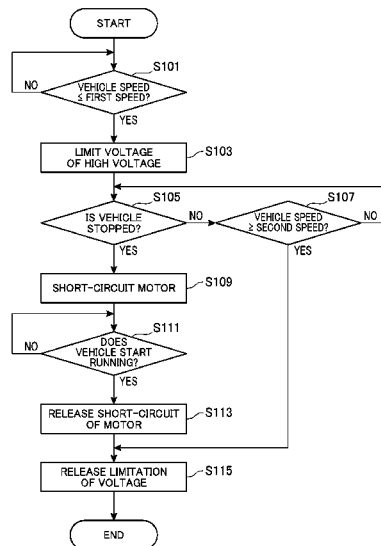 START
S101
VEHICLE SPEED
≤ FIRST SPEED?
NO
YES
LIMIT VOLTAGE
OF HIGH VOLTAGE
S103
S105
S107
IS VEHICLE
STOPPED?
NO
VEHICLE SPEED
≥ SECOND SPEED?
NO
YES
YES
SHORT-CIRCUIT MOTOR
S109
S111
DOES
VEHICLE START
RUNNING?
NO
YES
RELEASE SHORT-CIRCUIT
OF MOTOR
S113
RELEASE LIMITATION
OF VOLTAGE
S115
END